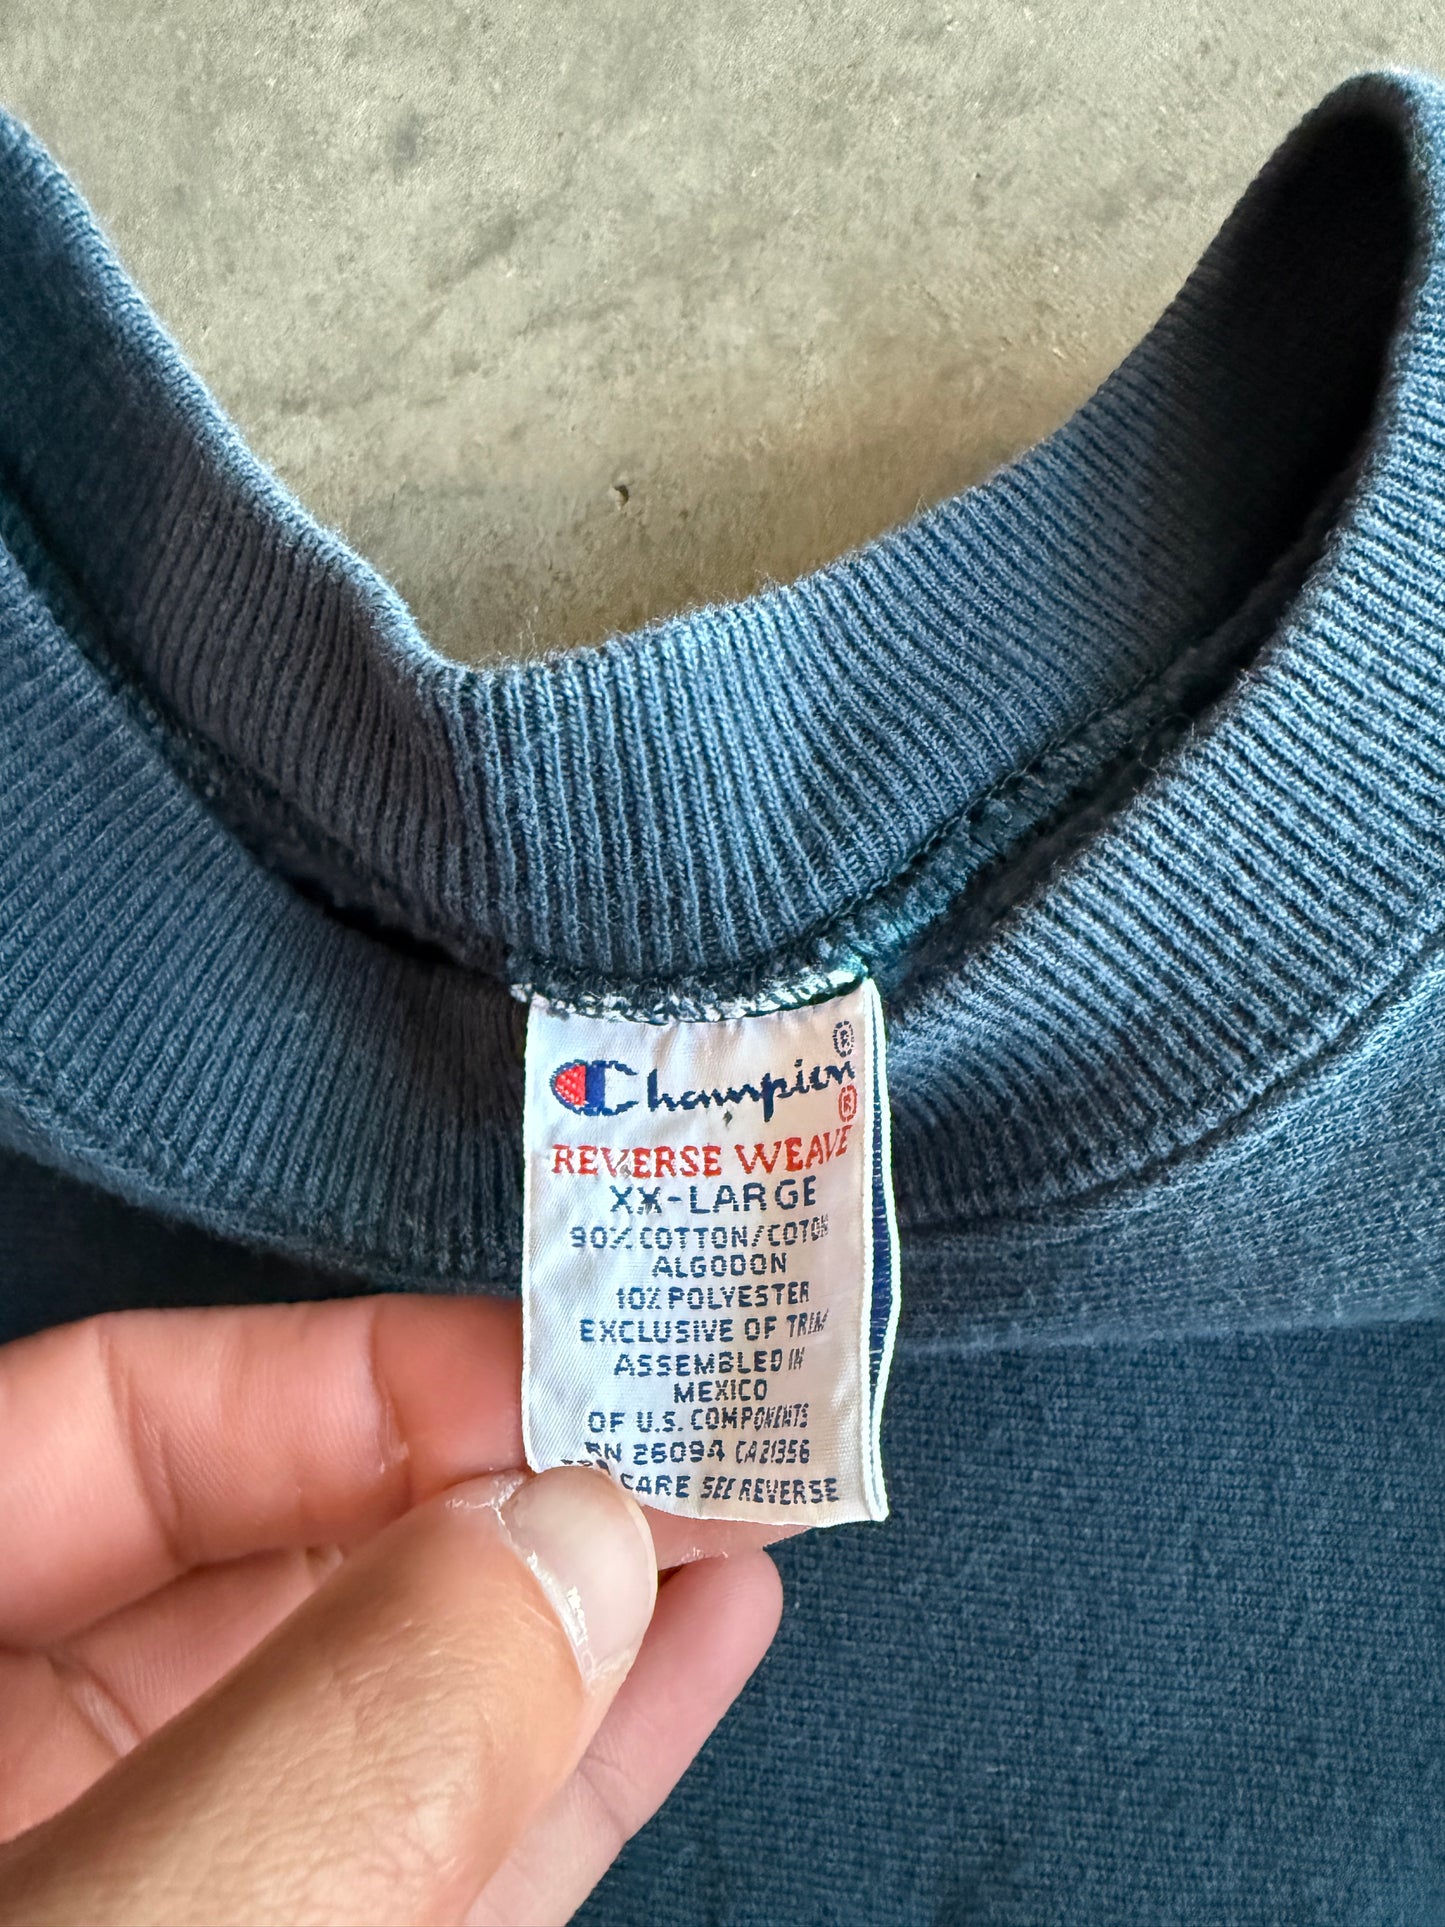 Champion®
REVERSE WEAVE®
XX-LARGE
90% COTTON/COTON
ALGODON
10% POLYESTER
EXCLUSIVE OF TRIM
ASSEMBLED IN
MEXICO
OF U.S. COMPONENTS
RN 26094 CA21356
CARE SEE REVERSE